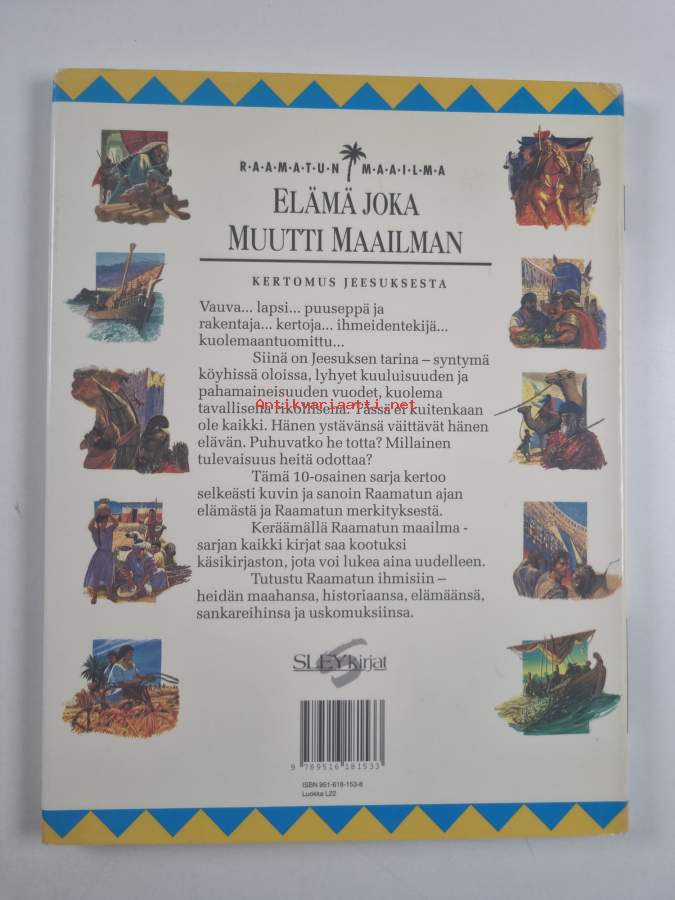 R·A·A·M·A·T·U·N M·A·A·I·L·M·A
ELÄMÄ JOKA
MUUTTI MAAILMAN
KERTOMUS JEESUKSESTA
Vauva... lapsi... puuseppä ja
rakentaja... kertoja... ihmeidentekijä...
kuolemaantuomittu...
Siinä on Jeesuksen tarina – syntymä
köyhissä oloissa, lyhyet kuuluisuuden ja
pahamaineisuuden vuodet, kuolema
Antikvariaatti.net
tavallisena rikollisena. Tässä ei kuitenkaan
ole kaikki. Hänen ystävänsä väittävät hänen
elävän. Puhuvatko he totta? Millainen
tulevaisuus heitä odottaa?
Tämä 10-osainen sarja kertoo
selkeästi kuvin ja sanoin Raamatun ajan
elämästä ja Raamatun merkityksestä.
Keräämällä Raamatun maailma -
sarjan kaikki kirjat saa kootuksi
käsikirjaston, jota voi lukea aina uudelleen.
Tutustu Raamatun ihmisiin –
heidän maahansa, historiaansa, elämäänsä,
sankareihinsa ja uskomuksiinsa.
SLEY kirjat
9 789516 181533
ISBN 951-618-153-8
Luokka L22